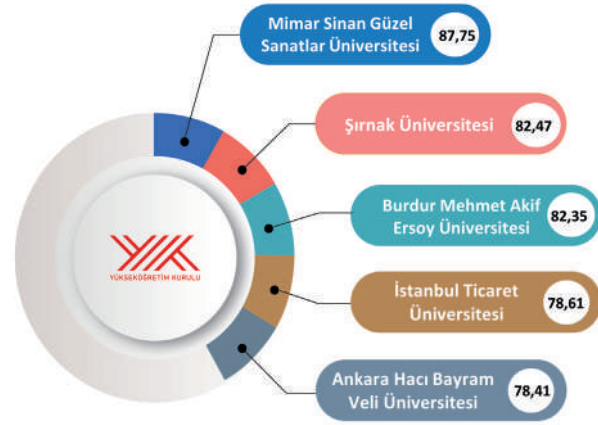 Mimar Sinan Güzel
Sanatlar Üniversitesi
87,75
Şırnak Üniversitesi
82,47
Burdur Mehmet Akif
Ersoy Üniversitesi
82,35
İstanbul Ticaret
Üniversitesi
78,61
Ankara Hacı Bayram
Veli Üniversitesi
78,41
YÜKSEKÖĞRETİM KURULU